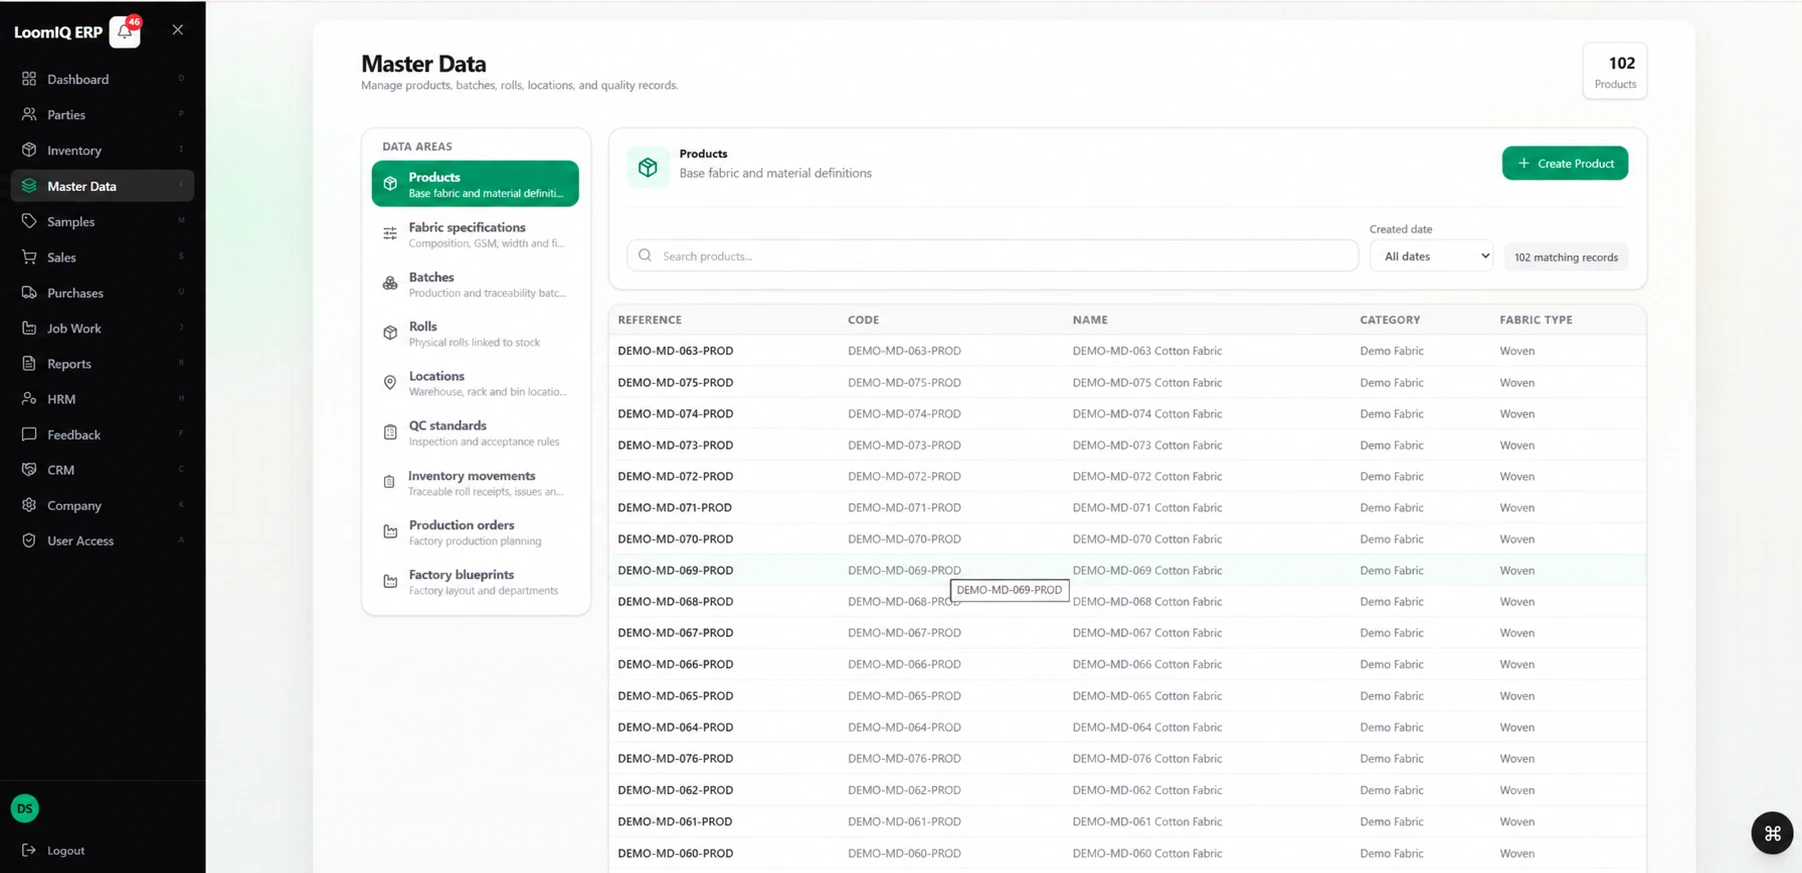 LoomIQ ERP
46
Dashboard D
Parties P
Inventory I
Master Data
Samples M
Sales S
Purchases U
Job Work J
Reports R
HRM H
Feedback F
CRM C
Company K
User Access A
DS
Logout
Master Data
Manage products, batches, rolls, locations, and quality records.
102
Products
DATA AREAS
Products
Base fabric and material definiti...
Fabric specifications
Composition, GSM, width and fi...
Batches
Production and traceability batc...
Rolls
Physical rolls linked to stock
Locations
Warehouse, rack and bin locatio...
QC standards
Inspection and acceptance rules
Inventory movements
Traceable roll receipts, issues an...
Production orders
Factory production planning
Factory blueprints
Factory layout and departments
Products
Base fabric and material definitions
+ Create Product
Search products...
Created date
All dates
102 matching records
REFERENCE CODE NAME CATEGORY FABRIC TYPE
DEMO-MD-063-PROD DEMO-MD-063-PROD DEMO-MD-063 Cotton Fabric Demo Fabric Woven
DEMO-MD-075-PROD DEMO-MD-075-PROD DEMO-MD-075 Cotton Fabric Demo Fabric Woven
DEMO-MD-074-PROD DEMO-MD-074-PROD DEMO-MD-074 Cotton Fabric Demo Fabric Woven
DEMO-MD-073-PROD DEMO-MD-073-PROD DEMO-MD-073 Cotton Fabric Demo Fabric Woven
DEMO-MD-072-PROD DEMO-MD-072-PROD DEMO-MD-072 Cotton Fabric Demo Fabric Woven
DEMO-MD-071-PROD DEMO-MD-071-PROD DEMO-MD-071 Cotton Fabric Demo Fabric Woven
DEMO-MD-070-PROD DEMO-MD-070-PROD DEMO-MD-070 Cotton Fabric Demo Fabric Woven
DEMO-MD-069-PROD DEMO-MD-069-PROD DEMO-MD-069 Cotton Fabric Demo Fabric Woven
DEMO-MD-069-PROD
DEMO-MD-068-PROD DEMO-MD-068-PROD DEMO-MD-068 Cotton Fabric Demo Fabric Woven
DEMO-MD-067-PROD DEMO-MD-067-PROD DEMO-MD-067 Cotton Fabric Demo Fabric Woven
DEMO-MD-066-PROD DEMO-MD-066-PROD DEMO-MD-066 Cotton Fabric Demo Fabric Woven
DEMO-MD-065-PROD DEMO-MD-065-PROD DEMO-MD-065 Cotton Fabric Demo Fabric Woven
DEMO-MD-064-PROD DEMO-MD-064-PROD DEMO-MD-064 Cotton Fabric Demo Fabric Woven
DEMO-MD-076-PROD DEMO-MD-076-PROD DEMO-MD-076 Cotton Fabric Demo Fabric Woven
DEMO-MD-062-PROD DEMO-MD-062-PROD DEMO-MD-062 Cotton Fabric Demo Fabric Woven
DEMO-MD-061-PROD DEMO-MD-061-PROD DEMO-MD-061 Cotton Fabric Demo Fabric Woven
DEMO-MD-060-PROD DEMO-MD-060-PROD DEMO-MD-060 Cotton Fabric Demo Fabric Woven